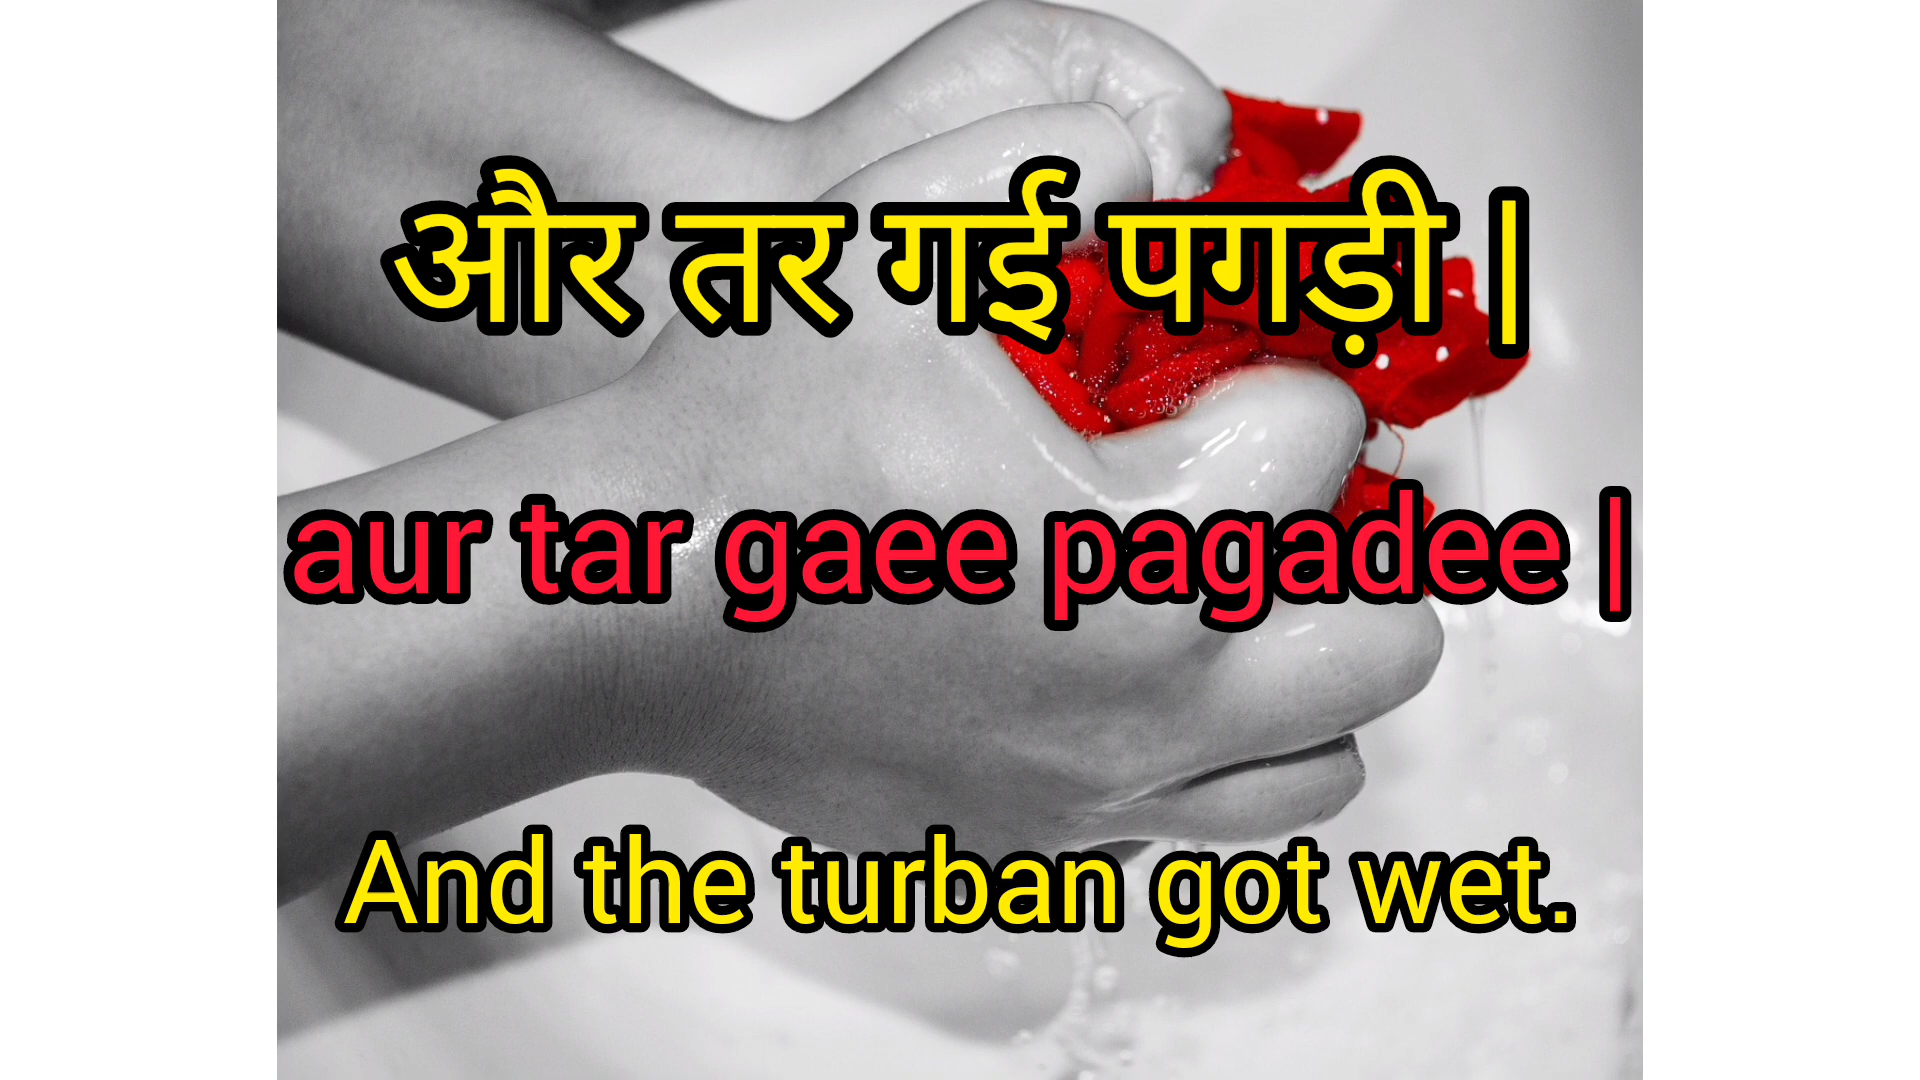 और तर गई पगड़ी |
aur tar gaee pagadee |
And the turban got wet.